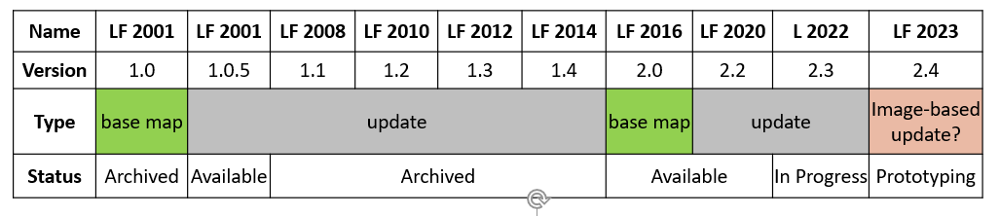 Name LF 2001 LF 2001 LF 2008 LF 2010 LF 2012 LF 2014 LF 2016 LF 2020 L 2022 LF 2023
Version 1.0 1.0.5 1.1 1.2 1.3 1.4 2.0 2.2 2.3 2.4
Type base map update base map update Image-based
update?
Status Archived Available Archived Available In Progress Prototyping